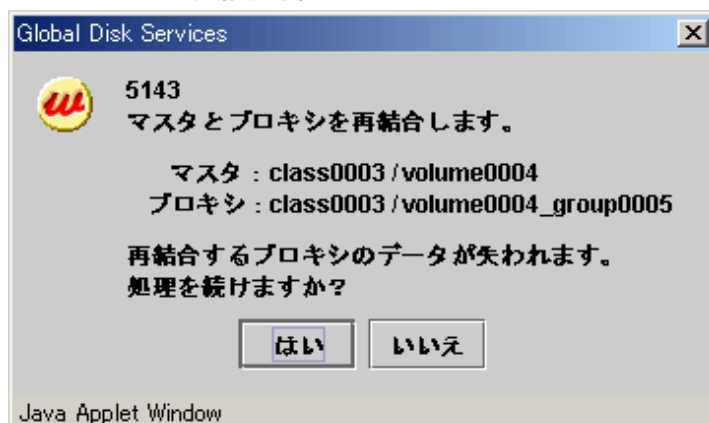 Global Disk Services
5143
マスタとプロキシを再結合します。
マスタ : class0003 / volume0004
プロキシ : class0003 / volume0004_group0005
再結合するプロキシのデータが失われます。
処理を続けますか?
はい いいえ
Java Applet Window